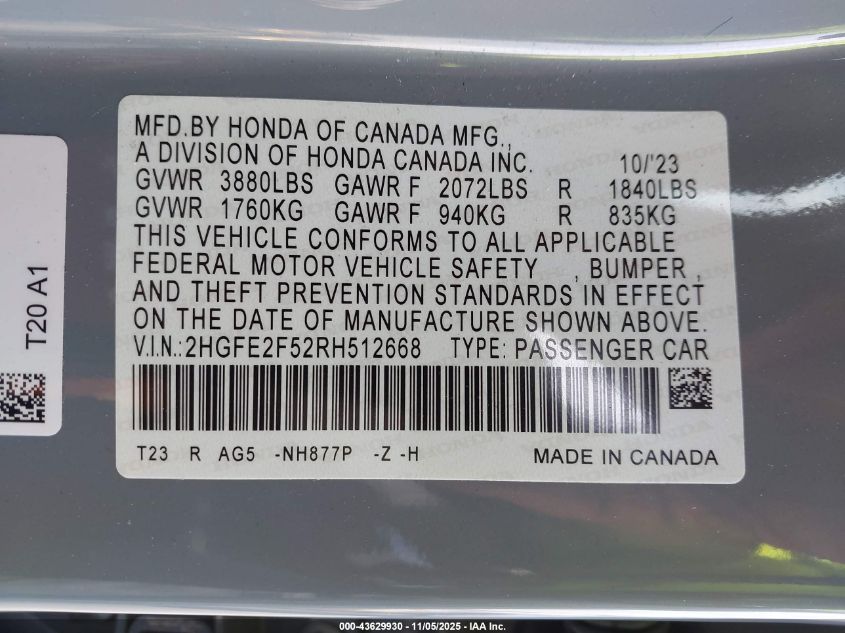 MFD.BY HONDA OF CANADA MFG.,
A DIVISION OF HONDA CANADA INC. 10/'23
GVWR 3880LBS GAWR F 2072LBS R 1840LBS
GVWR 1760KG GAWR F 940KG R 835KG
THIS VEHICLE CONFORMS TO ALL APPLICABLE
FEDERAL MOTOR VEHICLE SAFETY , BUMPER ,
AND THEFT PREVENTION STANDARDS IN EFFECT
ON THE DATE OF MANUFACTURE SHOWN ABOVE.
V.I.N.:2HGFE2F52RH512668 TYPE: PASSENGER CAR
T23 R AG5 -NH877P -Z -H MADE IN CANADA
T20 A1
000-43629930 - 11/05/2025 - IAA Inc.